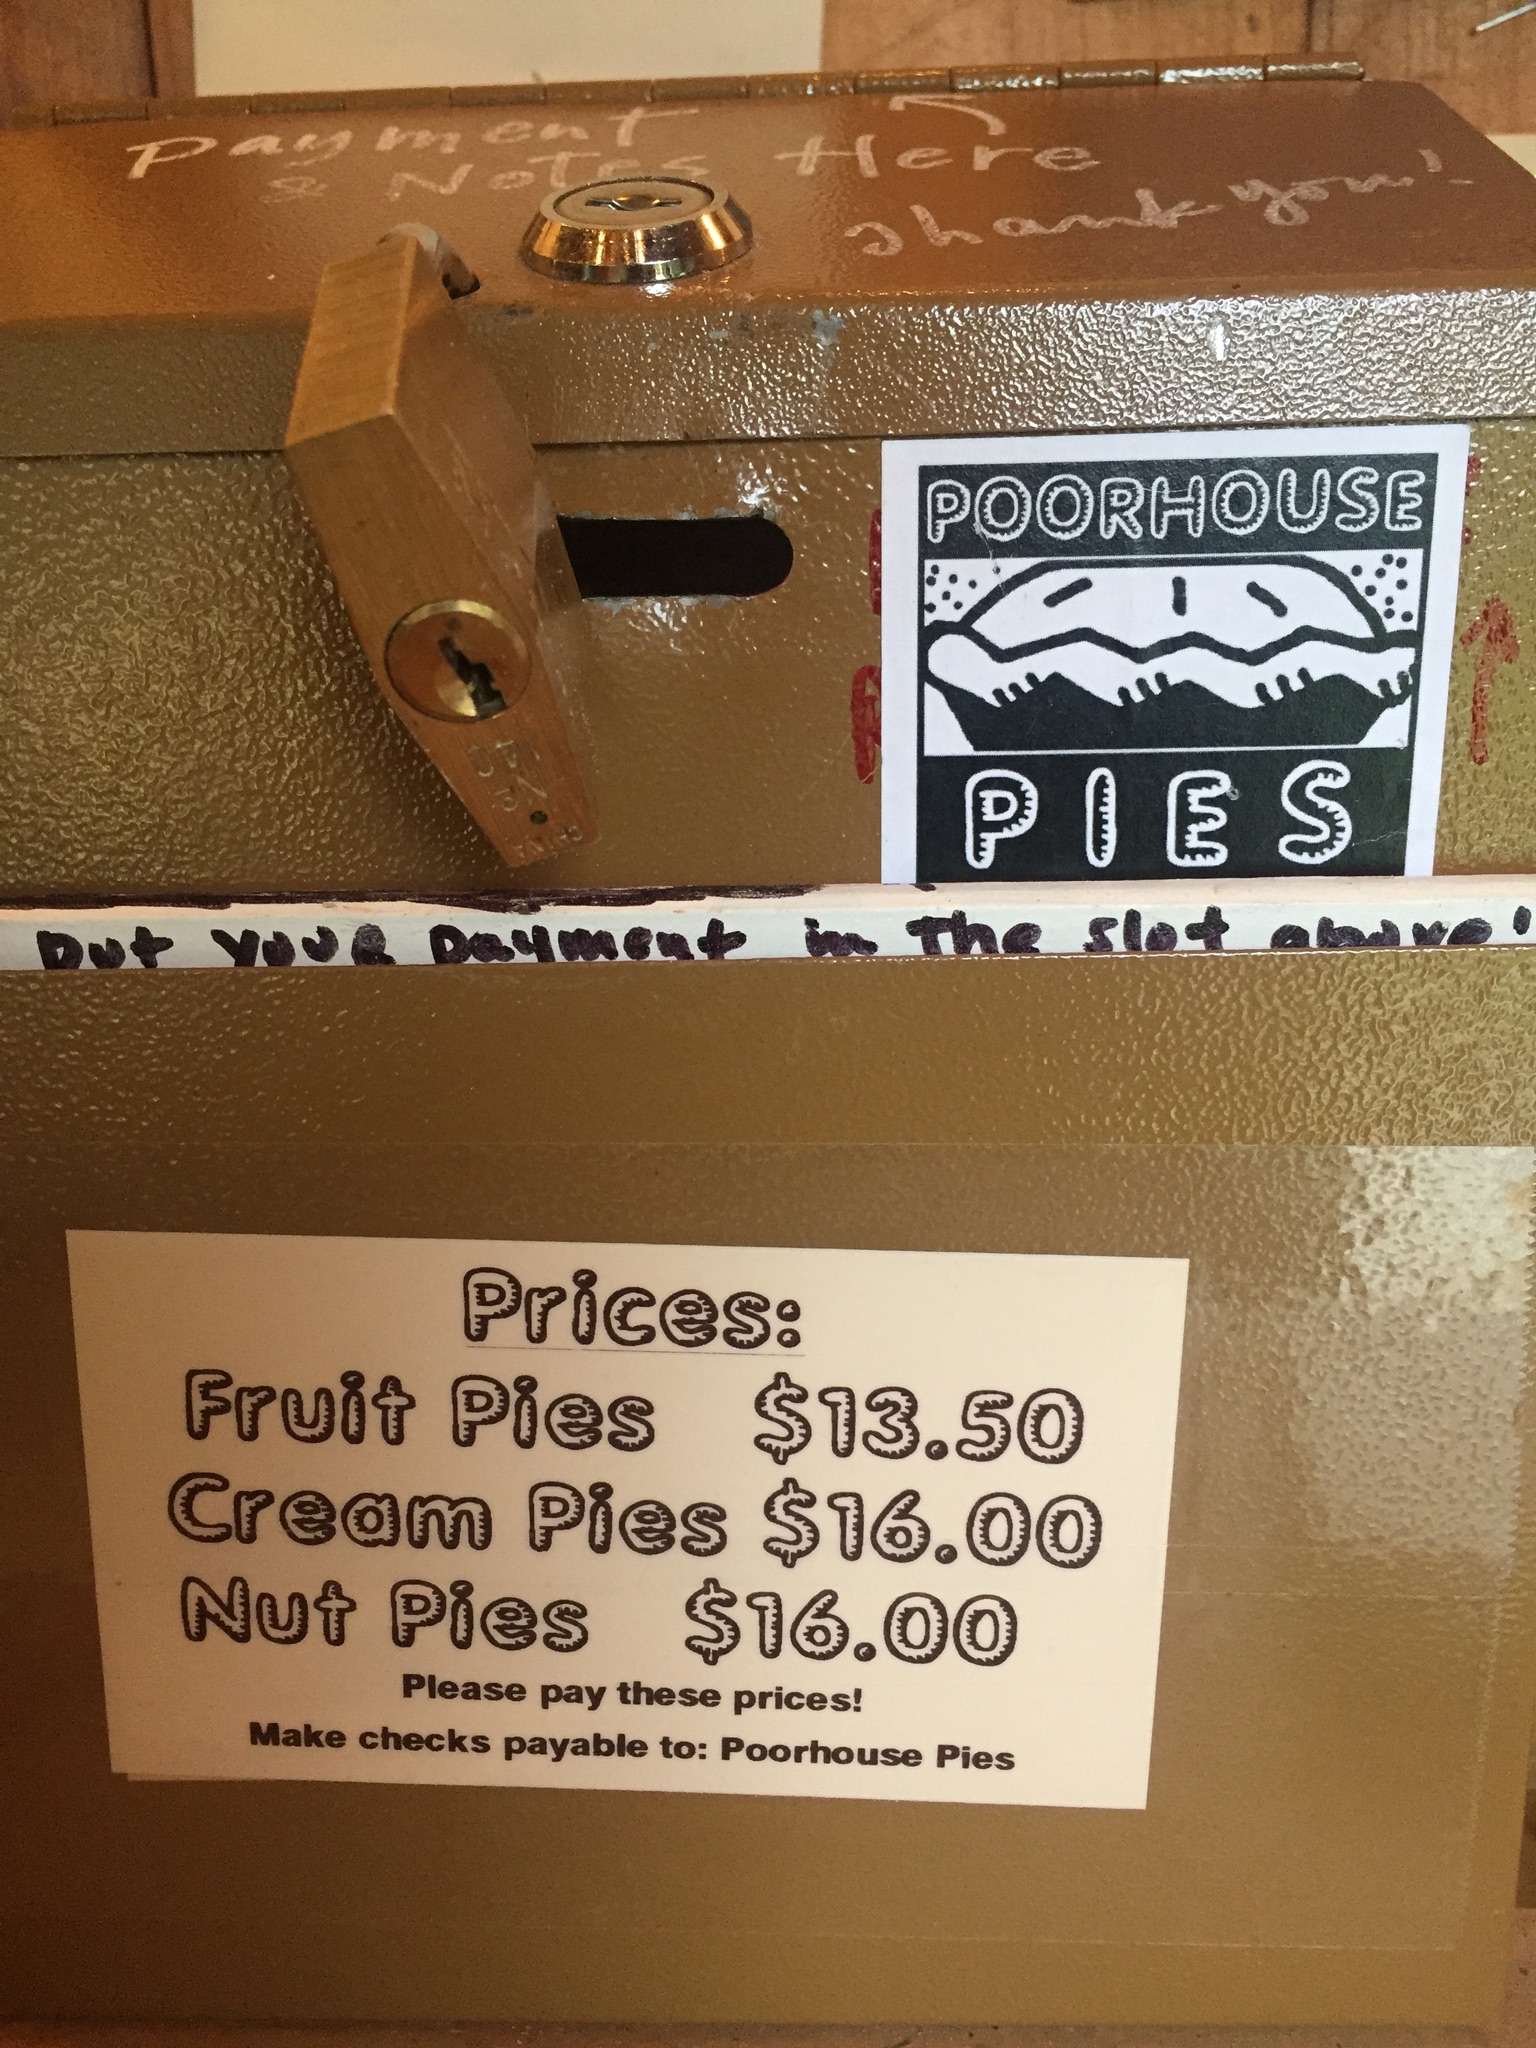 Payment
& Notes Here
Thank you!
POORHOUSE
PIES
put your payment in The slot above!
Prices:
Fruit Pies $13.50
Cream Pies $16.00
Nut Pies $16.00
Please pay these prices!
Make checks payable to: Poorhouse Pies